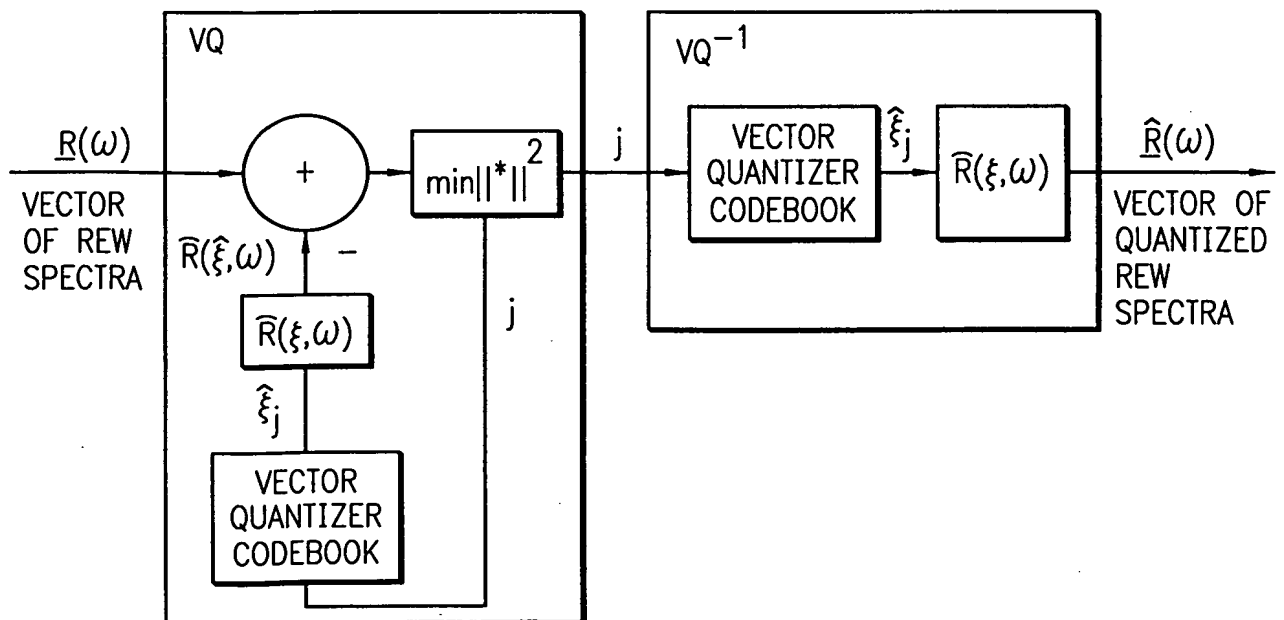 VQ
R̲(ω)
VECTOR
OF REW
SPECTRA
+
min||*||²
j
R̂(ξ̂,ω)
−
R̂(ξ,ω)
j
ξ̂j
VECTOR
QUANTIZER
CODEBOOK
VQ⁻¹
VECTOR
QUANTIZER
CODEBOOK
ξ̂j
R̂(ξ,ω)
R̲̂(ω)
VECTOR OF
QUANTIZED
REW
SPECTRA